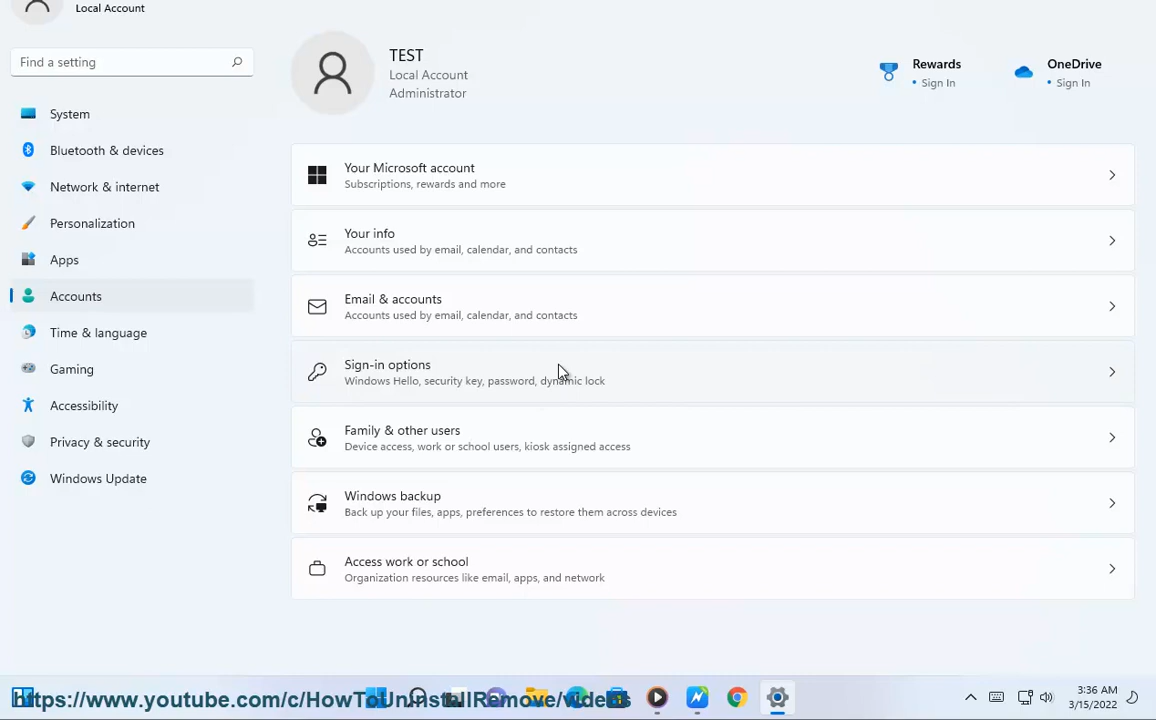 Local Account
Find a setting
System
Bluetooth & devices
Network & internet
Personalization
Apps
Accounts
Time & language
Gaming
Accessibility
Privacy & security
Windows Update
TEST
Local Account
Administrator
Rewards
• Sign In
OneDrive
• Sign In
Your Microsoft account
Subscriptions, rewards and more
Your info
Accounts used by email, calendar, and contacts
Email & accounts
Accounts used by email, calendar, and contacts
Sign-in options
Windows Hello, security key, password, dynamic lock
Family & other users
Device access, work or school users, kiosk assigned access
Windows backup
Back up your files, apps, preferences to restore them across devices
Access work or school
Organization resources like email, apps, and network
https://www.youtube.com/c/HowToUninstallRemove/videos
3:36 AM
3/15/2022